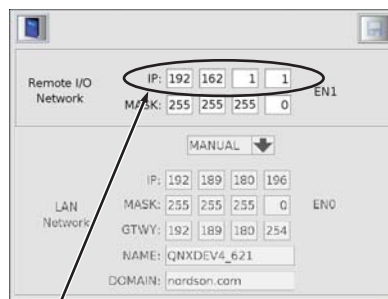 Remote I/O
Network
IP: 192 162 1 1
MASK: 255 255 255 0
EN1
MANUAL
LAN
Network
IP: 192 189 180 196
MASK: 255 255 255 0
EN0
GTWY: 192 189 180 254
NAME: QNXDEV4_621
DOMAIN: nordson.com